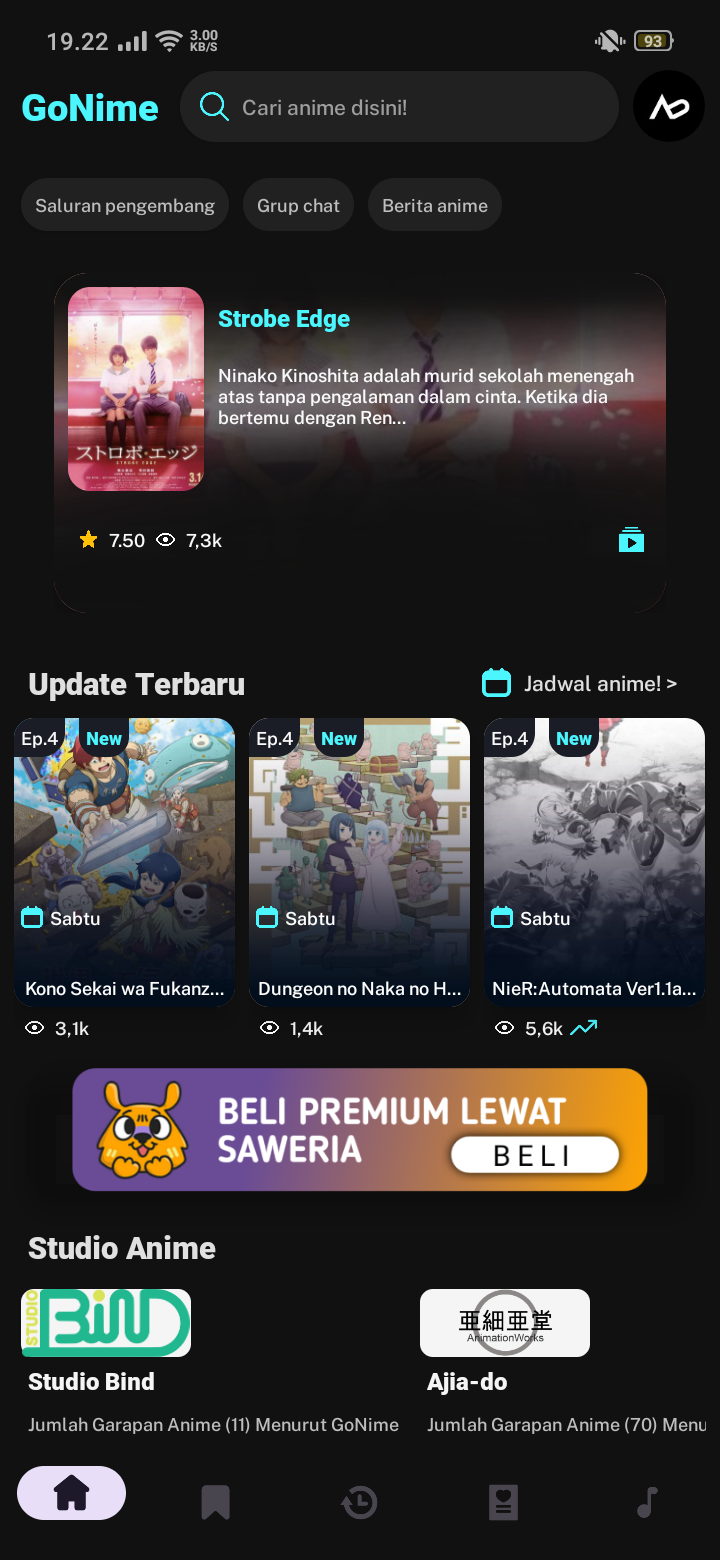 19.22
3.00
KB/S
93
GoNime
Cari anime disini!
Saluran pengembang
Grup chat
Berita anime
Strobe Edge
Ninako Kinoshita adalah murid sekolah menengah
atas tanpa pengalaman dalam cinta. Ketika dia
bertemu dengan Ren...
ストロボ・エッジ
STROBE EDGE
7.50
7,3k
Update Terbaru
Jadwal anime! >
Ep.4
New
Ep.4
New
Ep.4
New
Sabtu
Sabtu
Sabtu
Kono Sekai wa Fukanz...
Dungeon no Naka no H...
NieR:Automata Ver1.1a...
3,1k
1,4k
5,6k
BELI PREMIUM LEWAT
SAWERIA
BELI
Studio Anime
STUDIO
BiND
亜細亜堂
AnimationWorks
Studio Bind
Ajia-do
Jumlah Garapan Anime (11) Menurut GoNime
Jumlah Garapan Anime (70) Menu